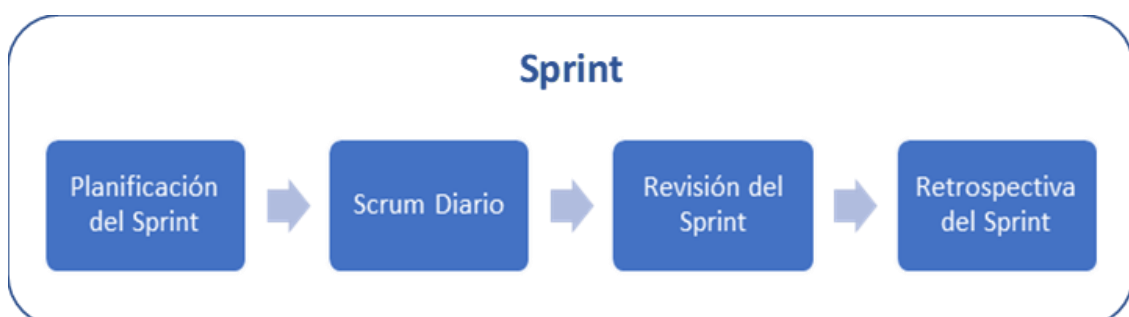 Sprint
Planificación
del Sprint
Scrum Diario
Revisión del
Sprint
Retrospectiva
del Sprint